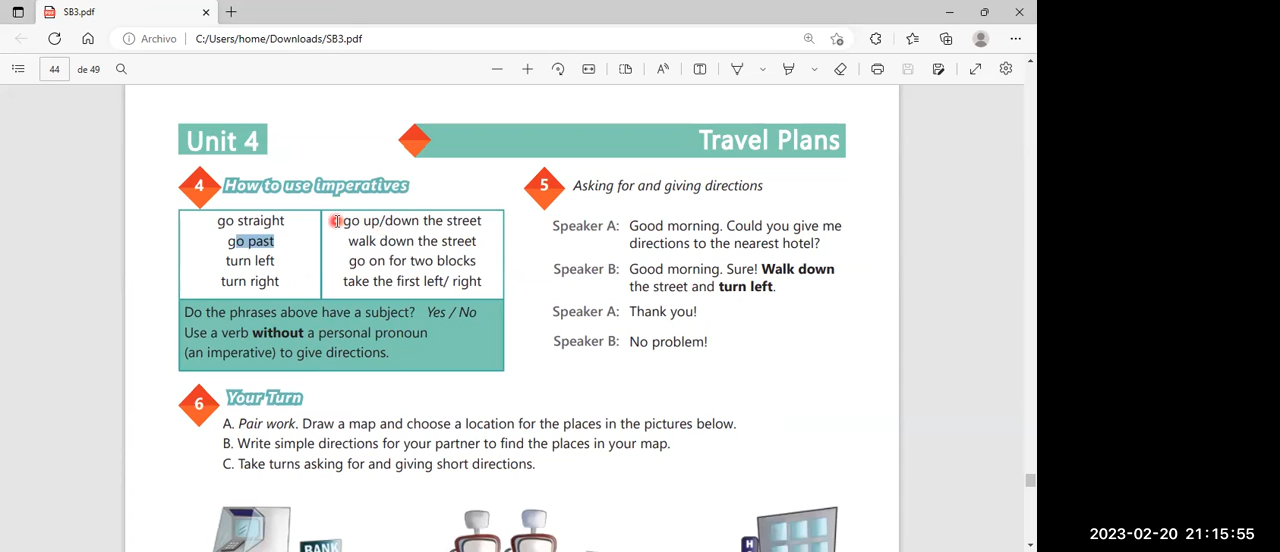 SB3.pdf
Archivo
C:/Users/home/Downloads/SB3.pdf
44
de 49
Unit 4
Travel Plans
4
How to use imperatives
go straight
go past
turn left
turn right
go up/down the street
walk down the street
go on for two blocks
take the first left/ right
Do the phrases above have a subject? Yes / No
Use a verb without a personal pronoun
(an imperative) to give directions.
5
Asking for and giving directions
Speaker A: Good morning. Could you give me
directions to the nearest hotel?
Speaker B: Good morning. Sure! Walk down
the street and turn left.
Speaker A: Thank you!
Speaker B: No problem!
6
Your Turn
A. Pair work. Draw a map and choose a location for the places in the pictures below.
B. Write simple directions for your partner to find the places in your map.
C. Take turns asking for and giving short directions.
BANK
H
2023-02-20 21:15:55